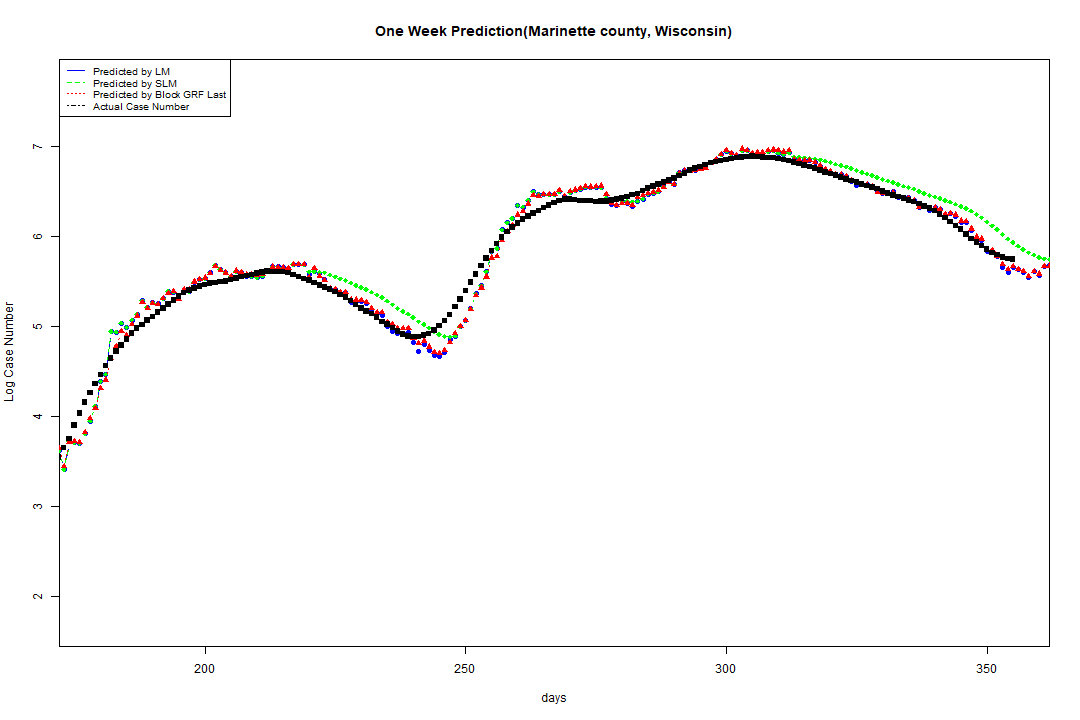 One Week Prediction(Marinette county, Wisconsin)
Predicted by LM
Predicted by SLM
Predicted by Block GRF Last
Actual Case Number
7
6
5
4
3
2
Log Case Number
200 250 300 350
days